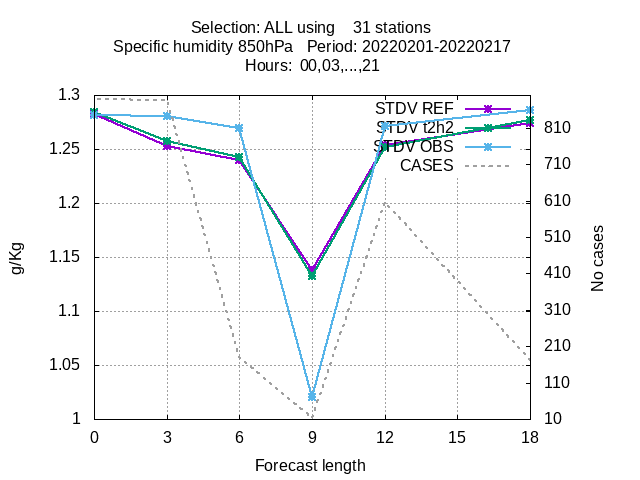 Selection: ALL using    31 stations
Specific humidity 850hPa   Period: 20220201-20220217
Hours:  00,03,...,21
1.3
1.25
1.2
1.15
1.1
1.05
1
g/Kg
STDV REF
STDV t2h2
STDV OBS
CASES
810
710
610
510
410
310
210
110
10
No cases
0 3 6 9 12 15 18
Forecast length